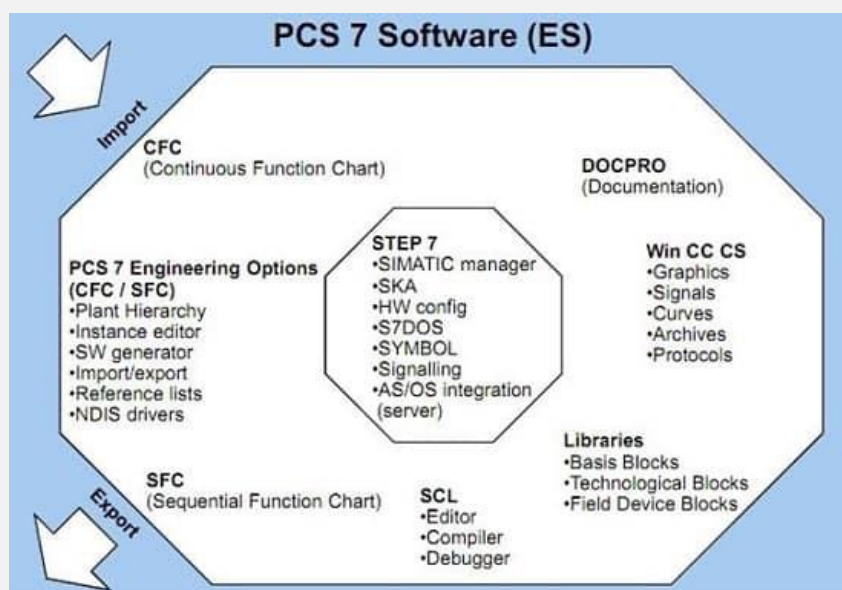 PCS 7 Software (ES)
Import
CFC
(Continuous Function Chart)
DOCPRO
(Documentation)
STEP 7
•SIMATIC manager
•SKA
•HW config
•S7DOS
•SYMBOL
•Signalling
•AS/OS integration
(server)
PCS 7 Engineering Options
(CFC / SFC)
•Plant Hierarchy
•Instance editor
•SW generator
•Import/export
•Reference lists
•NDIS drivers
Win CC CS
•Graphics
•Signals
•Curves
•Archives
•Protocols
Libraries
•Basis Blocks
•Technological Blocks
•Field Device Blocks
SFC
(Sequential Function Chart)
SCL
•Editor
•Compiler
•Debugger
Export